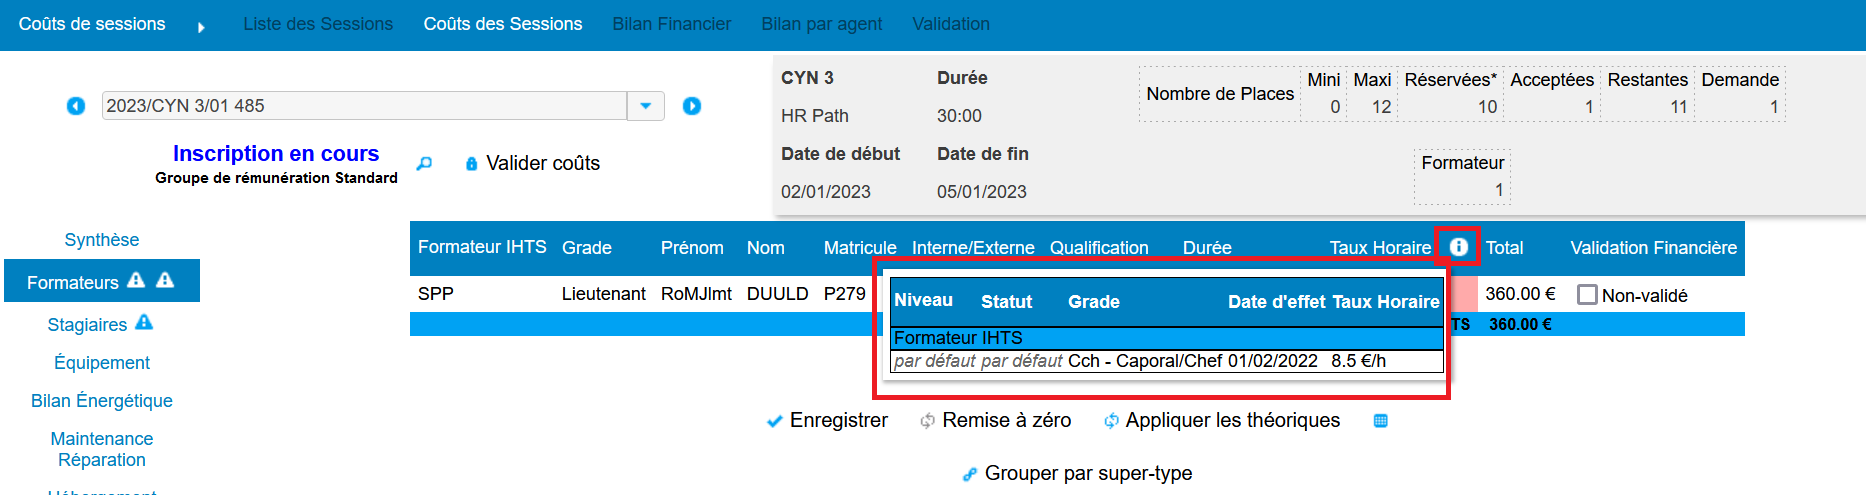 Coûts de sessions Liste des Sessions Coûts des Sessions Bilan Financier Bilan par agent Validation
2023/CYN 3/01 485
Inscription en cours
Groupe de rémunération Standard
Valider coûts
CYN 3 Durée
HR Path 30:00
Date de début Date de fin
02/01/2023 05/01/2023
Nombre de Places Mini Maxi Réservées* Acceptées Restantes Demande
0 12 10 1 11 1
Formateur
1
Synthèse
Formateurs
Stagiaires
Équipement
Bilan Énergétique
Maintenance
Réparation
Formateur IHTS Grade Prénom Nom Matricule Interne/Externe Qualification Durée Taux Horaire Total Validation Financière
SPP Lieutenant RoMJlmt DUULD P279 360.00 € Non-validé
TS 360.00 €
Niveau Statut Grade Date d'effet Taux Horaire
Formateur IHTS
par défaut par défaut Cch - Caporal/Chef 01/02/2022 8.5 €/h
Enregistrer Remise à zéro Appliquer les théoriques
Grouper par super-type